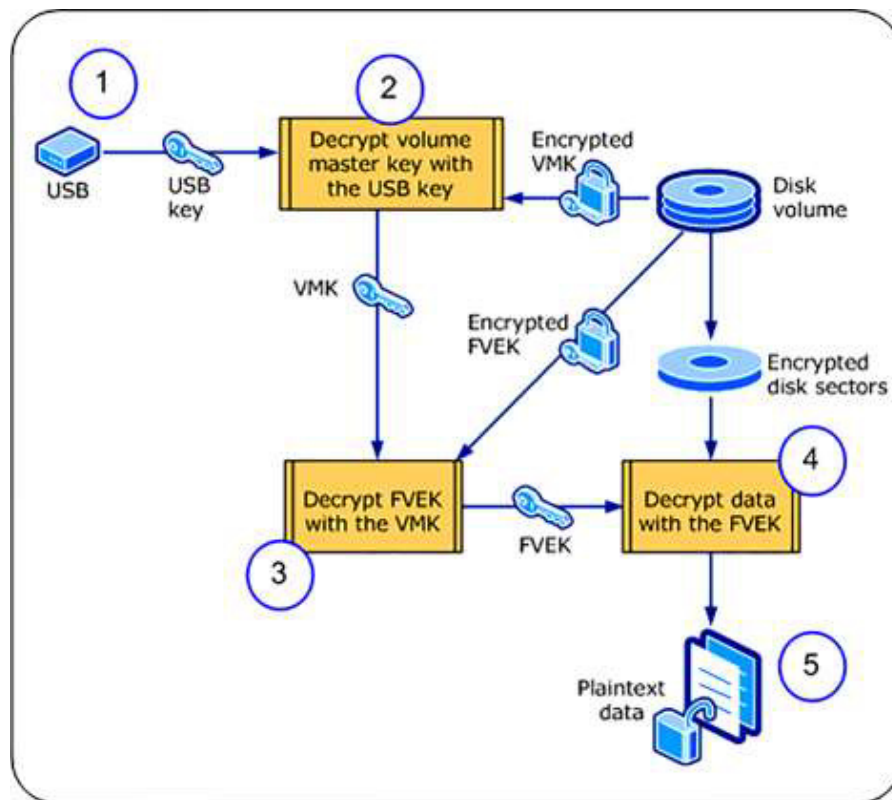 1
2
Decrypt volume
master key with
the USB key
Encrypted
VMK
USB
USB
key
Disk
volume
VMK
Encrypted
FVEK
Encrypted
disk sectors
4
Decrypt FVEK
with the VMK
FVEK
Decrypt data
with the FVEK
3
5
Plaintext
data